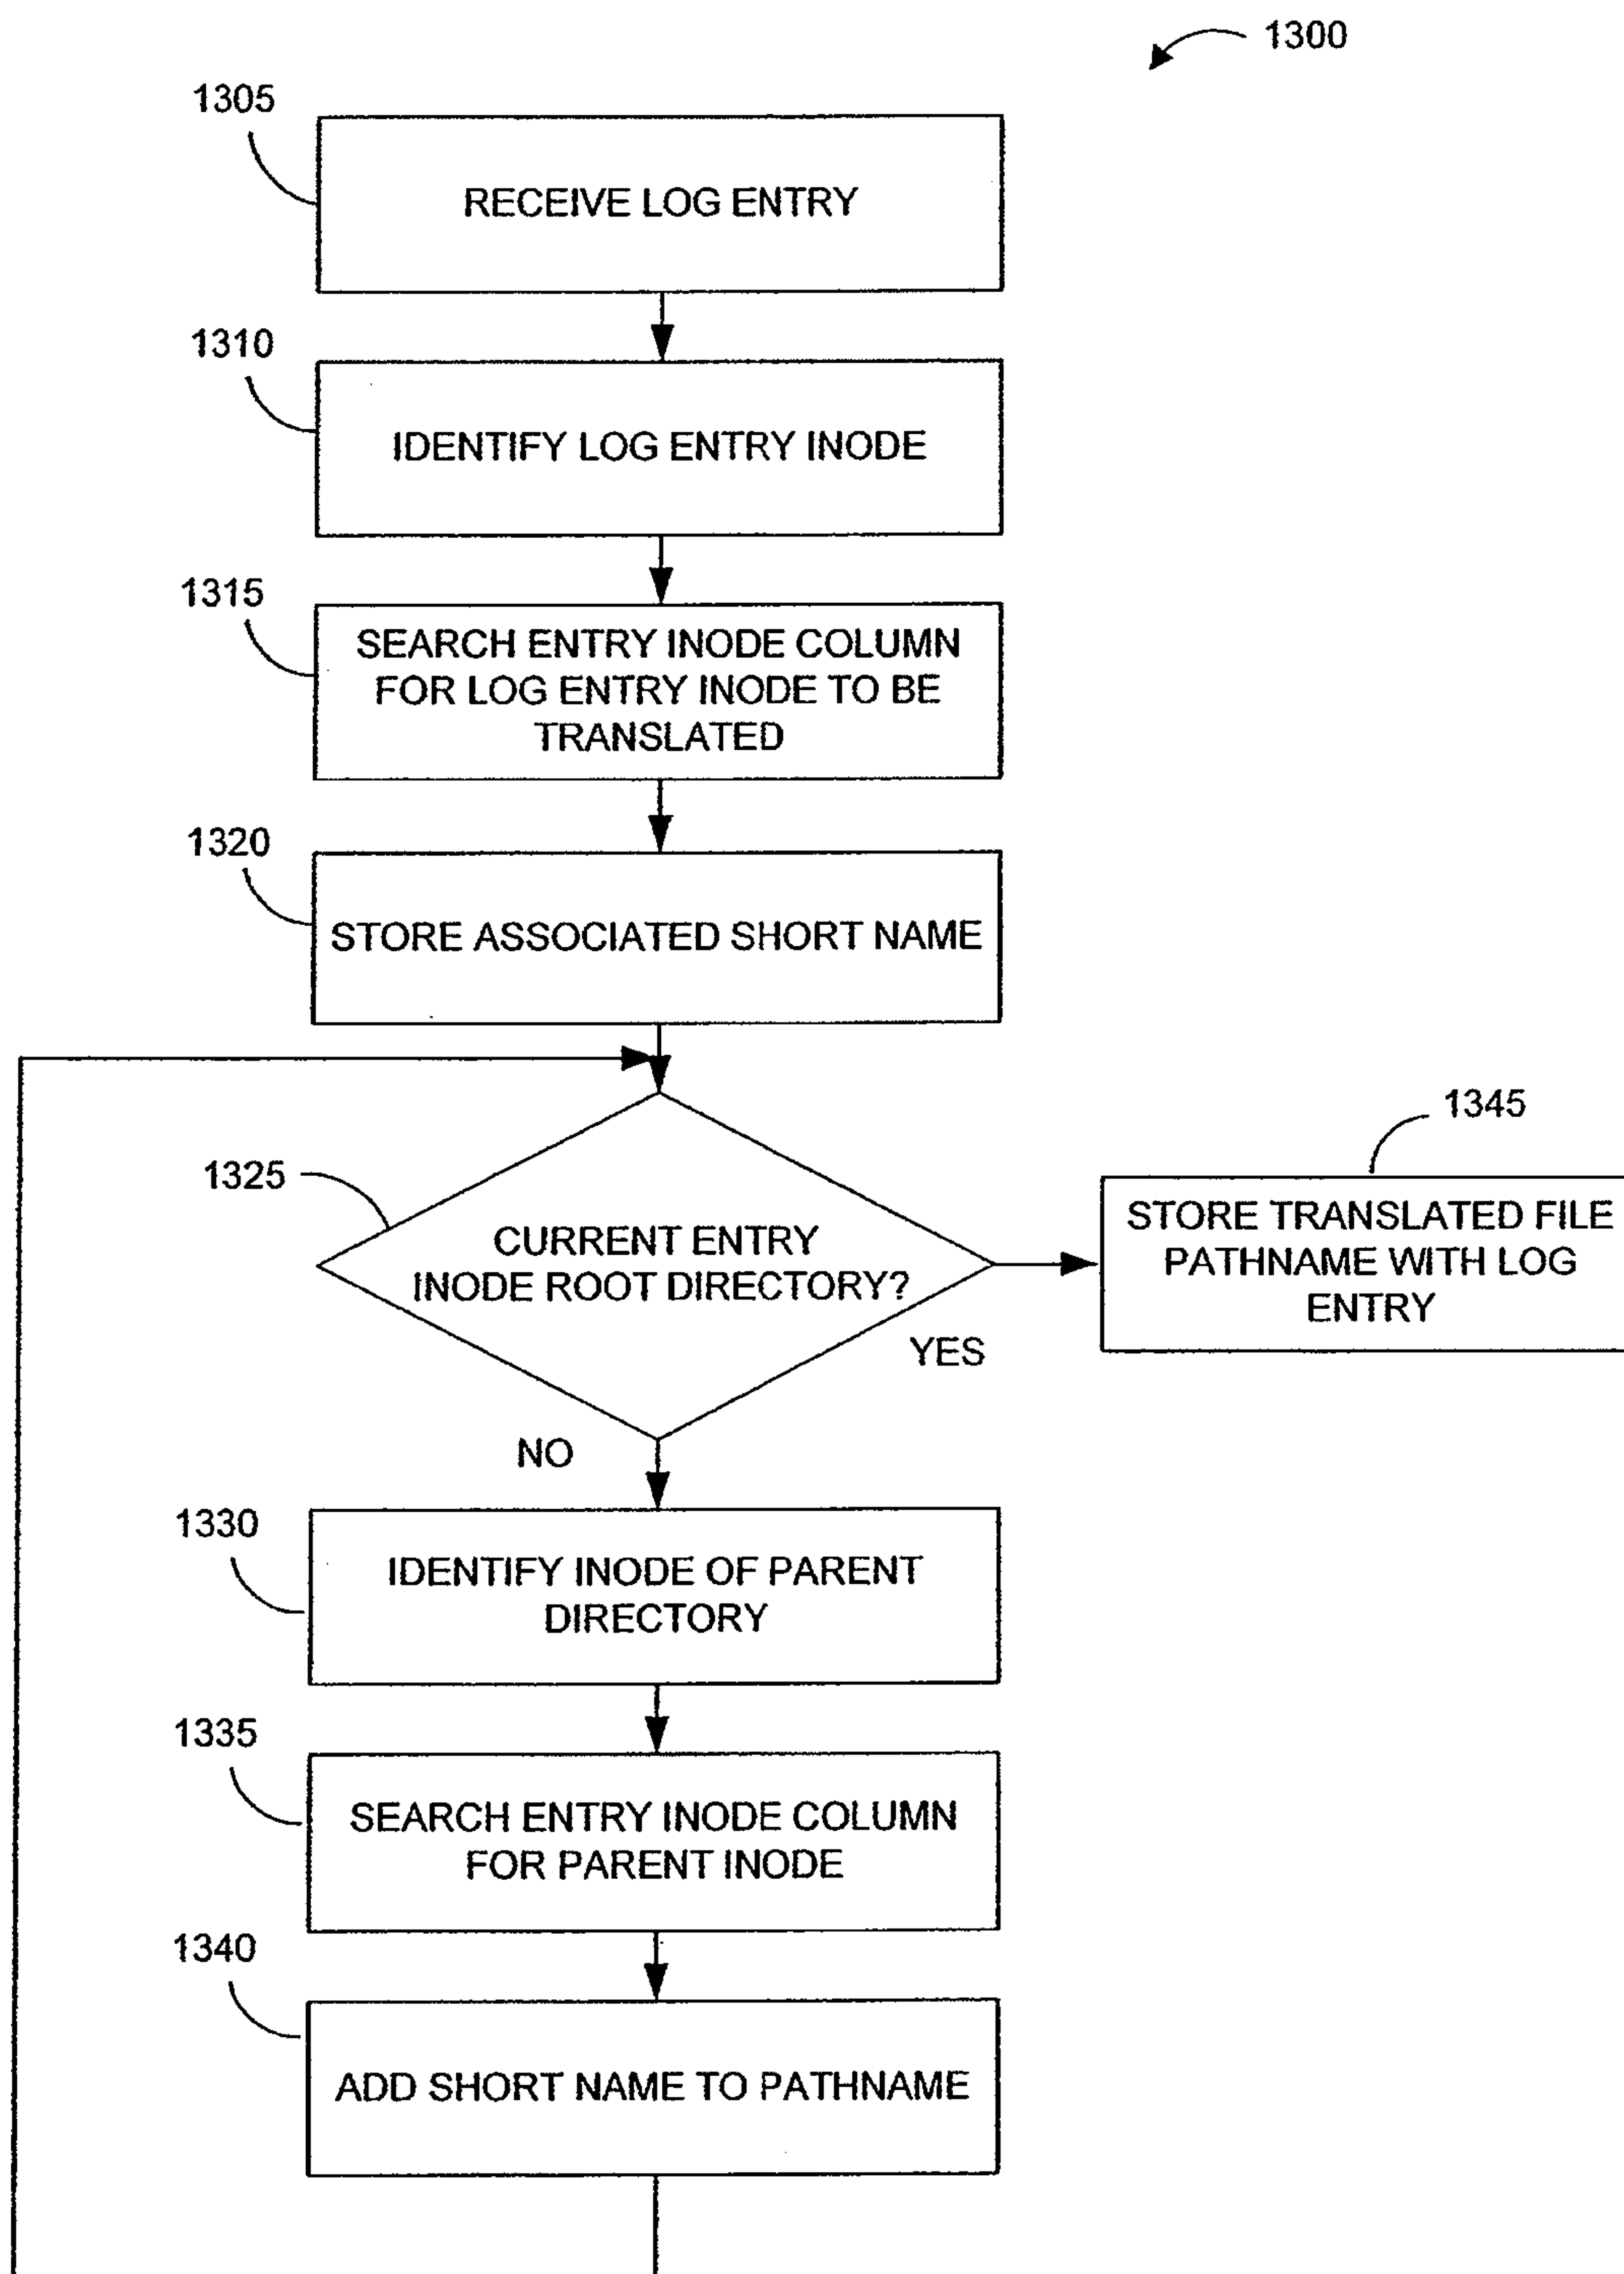 1300
1305
RECEIVE LOG ENTRY
1310
IDENTIFY LOG ENTRY INODE
1315
SEARCH ENTRY INODE COLUMN
FOR LOG ENTRY INODE TO BE
TRANSLATED
1320
STORE ASSOCIATED SHORT NAME
1325
CURRENT ENTRY
INODE ROOT DIRECTORY?
YES
1345
STORE TRANSLATED FILE
PATHNAME WITH LOG
ENTRY
NO
1330
IDENTIFY INODE OF PARENT
DIRECTORY
1335
SEARCH ENTRY INODE COLUMN
FOR PARENT INODE
1340
ADD SHORT NAME TO PATHNAME